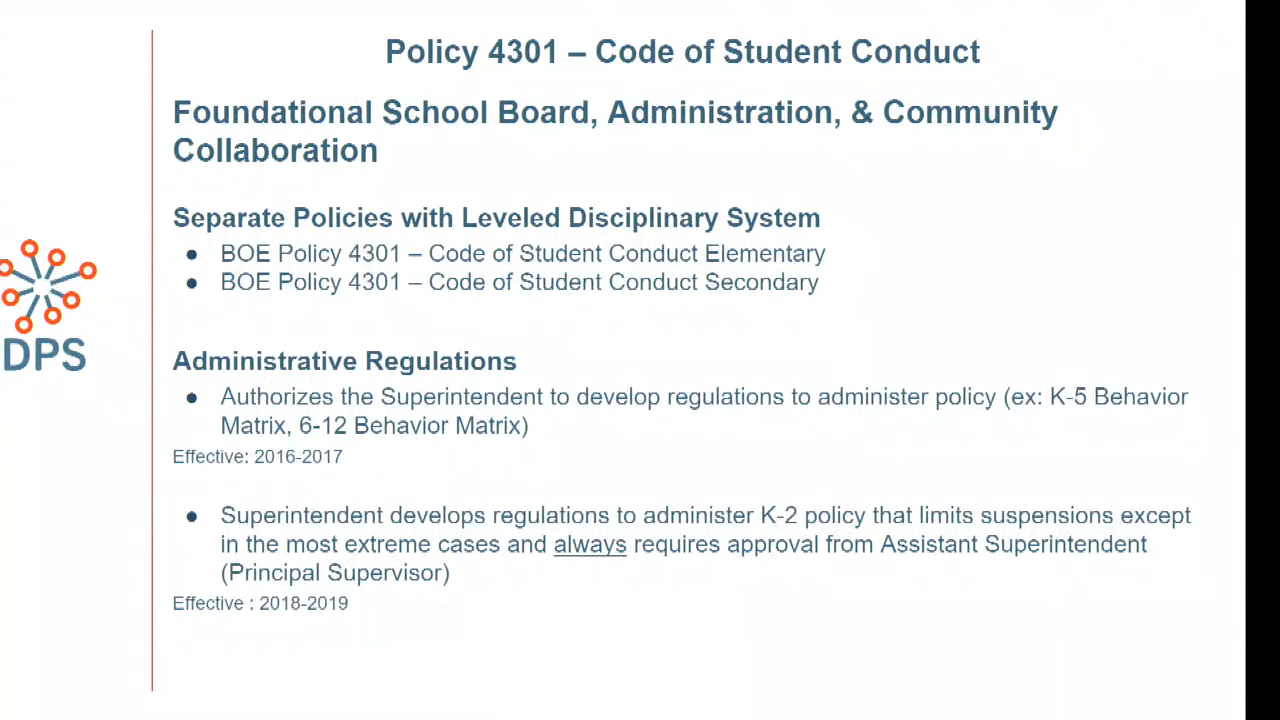 Policy 4301 – Code of Student Conduct
Foundational School Board, Administration, & Community
Collaboration
Separate Policies with Leveled Disciplinary System
● BOE Policy 4301 – Code of Student Conduct Elementary
● BOE Policy 4301 – Code of Student Conduct Secondary
DPS
Administrative Regulations
● Authorizes the Superintendent to develop regulations to administer policy (ex: K-5 Behavior
Matrix, 6-12 Behavior Matrix)
Effective: 2016-2017
● Superintendent develops regulations to administer K-2 policy that limits suspensions except
in the most extreme cases and always requires approval from Assistant Superintendent
(Principal Supervisor)
Effective : 2018-2019